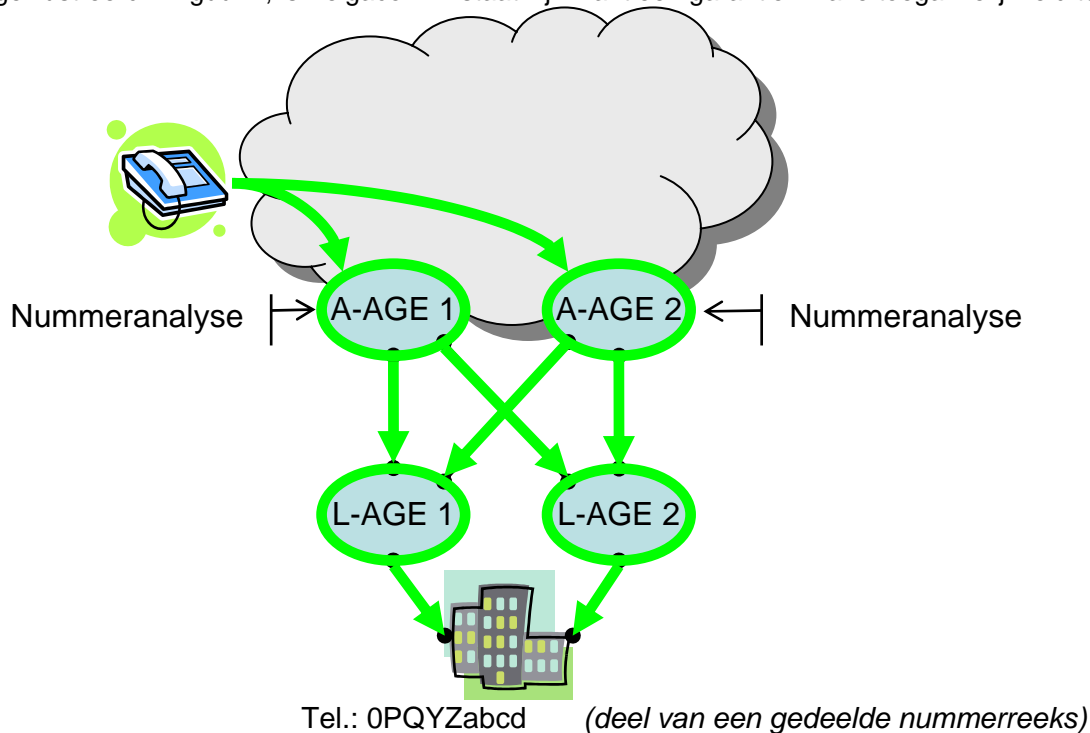 A-AGE 1
A-AGE 2
Nummeranalyse
Nummeranalyse
L-AGE 1
L-AGE 2
Tel.: 0PQYZabcd (deel van een gedeelde nummerreeks)